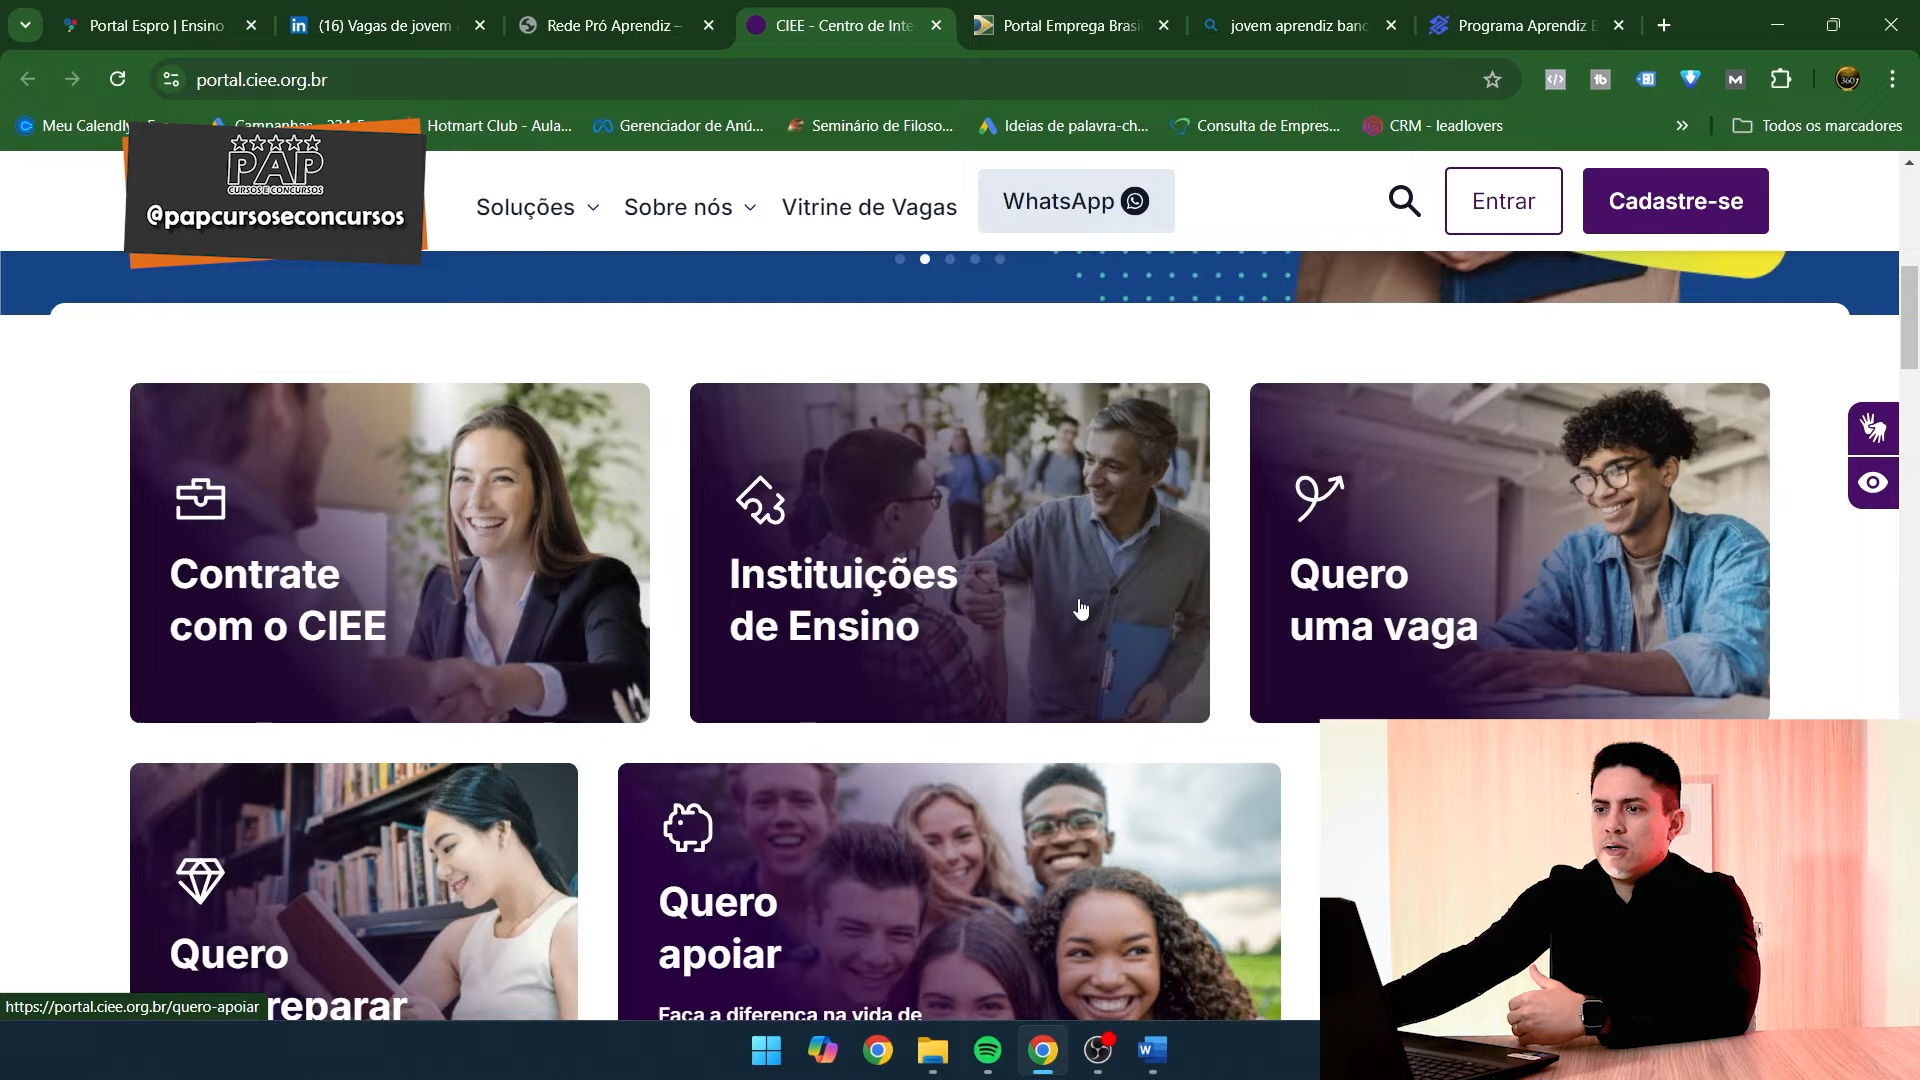 Portal Espro | Ensino
(16) Vagas de jovem
Rede Pró Aprendiz –
CIEE - Centro de Inte
Portal Emprega Brasil
jovem aprendiz banc
Programa Aprendiz B
portal.ciee.org.br
Meu Calendly
Hotmart Club - Aula...
Gerenciador de Anú...
Seminário de Filoso...
Ideias de palavra-ch...
Consulta de Empres...
CRM - leadlovers
Todos os marcadores
PAP
CURSOS E CONCURSOS
@papcursoseconcursos
Soluções
Sobre nós
Vitrine de Vagas
WhatsApp
Entrar
Cadastre-se
Contrate
com o CIEE
Instituições
de Ensino
Quero
uma vaga
Quero
reparar
Quero
apoiar
Faça a diferença na vida de
https://portal.ciee.org.br/quero-apoiar